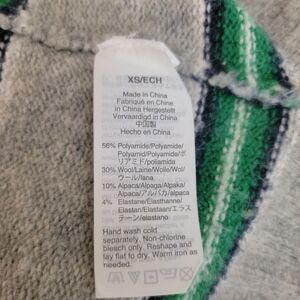 XS/ECH
Made in China
Fabriqué en Chine
In China Hergestellt
Vervaardigd in China
中国製
Hecho en China
56% Polyamide/Polyamide/
Polyamid/Polyamide/ポ
リアミド/poliamida
30% Wool/Laine/Wolle/Wol/
ウール/lana
10% Alpaca/Alpaga/Alpaka/
Alpaca/アルパカ/alpaca
4% Elastane/Elasthanne/
Elastan/Elastaan/エラス
テーン/elastano
Hand wash cold
separately. Non-chlorine
bleach only. Reshape and
lay flat to dry. Warm iron as
needed.